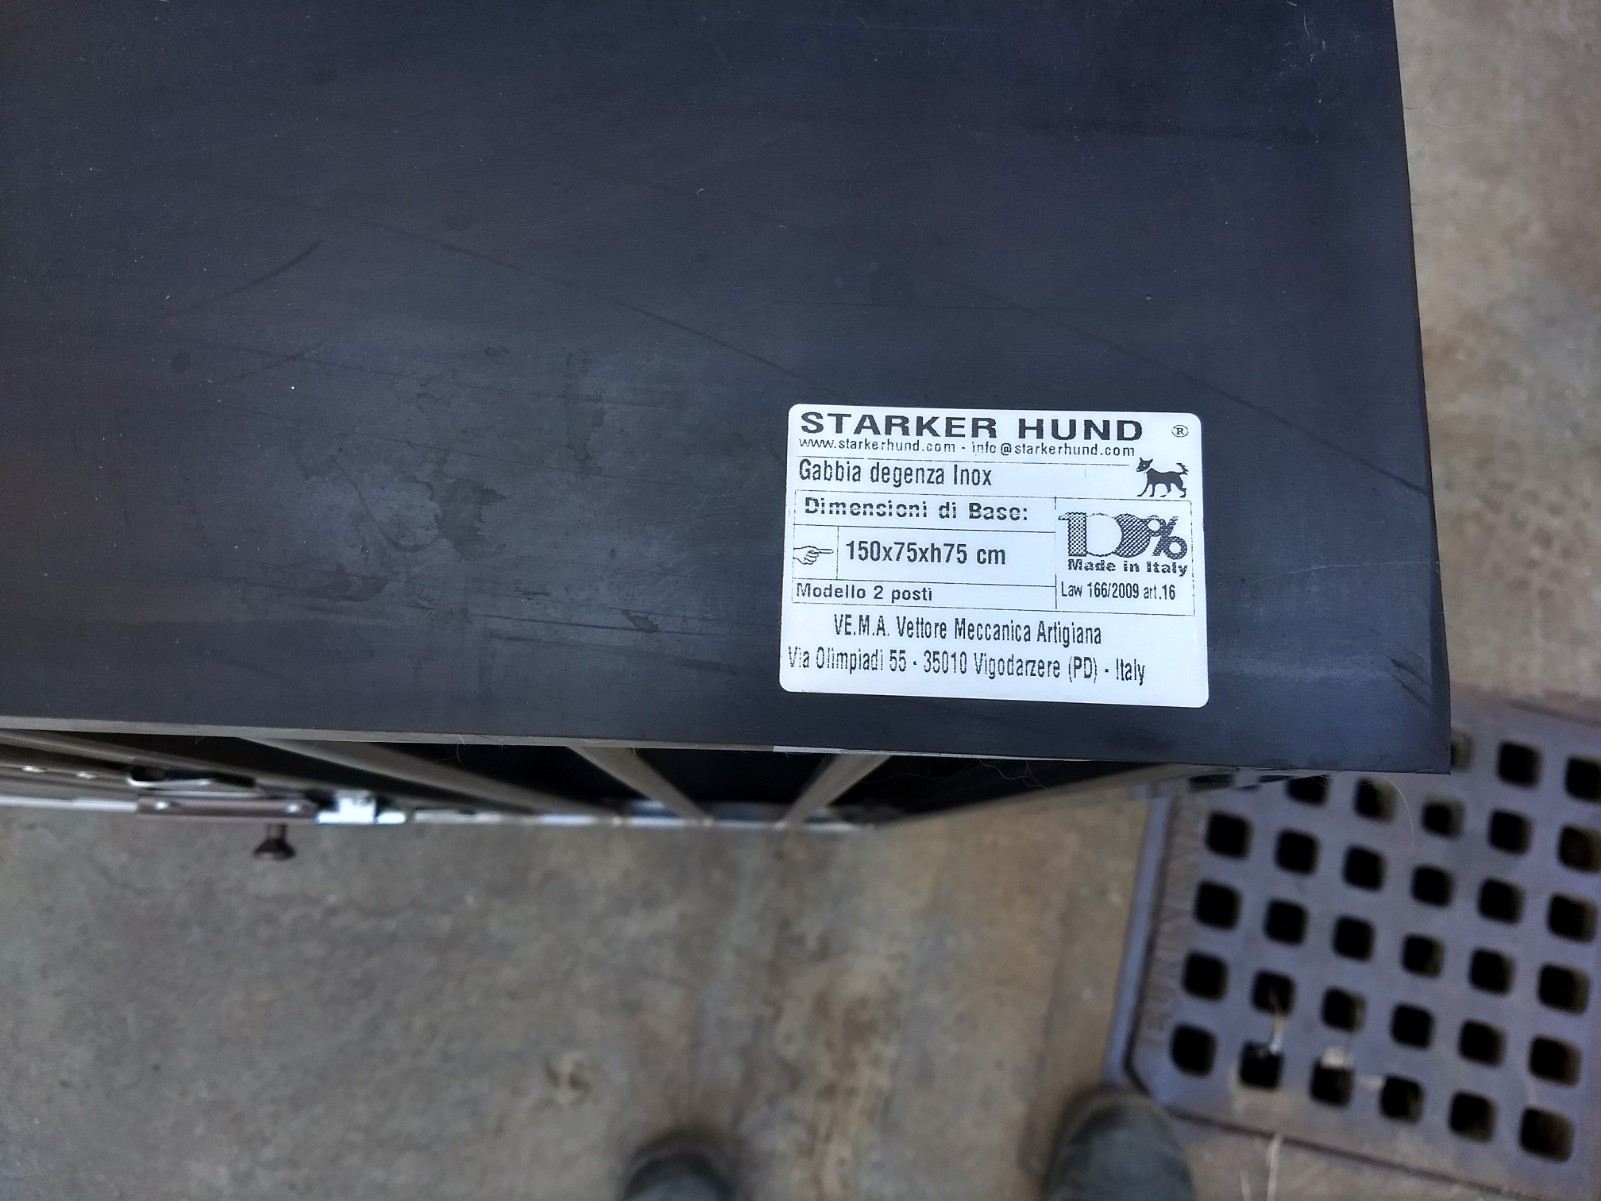 STARKER HUND ®
www.starkerhund.com - info@starkerhund.com
Gabbia degenza Inox
Dimensioni di Base:
150x75xh75 cm
100%
Made in Italy
Modello 2 posti
Law 166/2009 art.16
VE.M.A. Vettore Meccanica Artigiana
Via Olimpiadi 55 - 35010 Vigodarzere (PD) - Italy